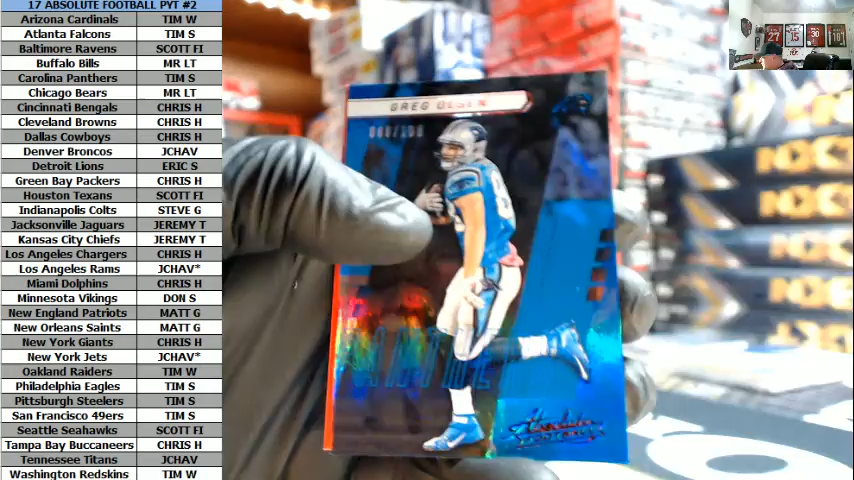 17 ABSOLUTE FOOTBALL PYT #2
Arizona Cardinals TIM W
Atlanta Falcons TIM S
Baltimore Ravens SCOTT FI
Buffalo Bills MR LT
Carolina Panthers TIM S
Chicago Bears MR LT
Cincinnati Bengals CHRIS H
Cleveland Browns CHRIS H
Dallas Cowboys CHRIS H
Denver Broncos JCHAV
Detroit Lions ERIC S
Green Bay Packers CHRIS H
Houston Texans SCOTT FI
Indianapolis Colts STEVE G
Jacksonville Jaguars JEREMY T
Kansas City Chiefs JEREMY T
Los Angeles Chargers CHRIS H
Los Angeles Rams JCHAV*
Miami Dolphins CHRIS H
Minnesota Vikings DON S
New England Patriots MATT G
New Orleans Saints MATT G
New York Giants CHRIS H
New York Jets JCHAV*
Oakland Raiders TIM W
Philadelphia Eagles TIM S
Pittsburg Steelers TIM S
San Francisco 49ers TIM S
Seattle Seahawks SCOTT FI
Tampa Bay Buccaneers CHRIS H
Tennessee Titans JCHAV
Washington Redskins TIM W
GREG OLSEN
Absolute
27
15
30